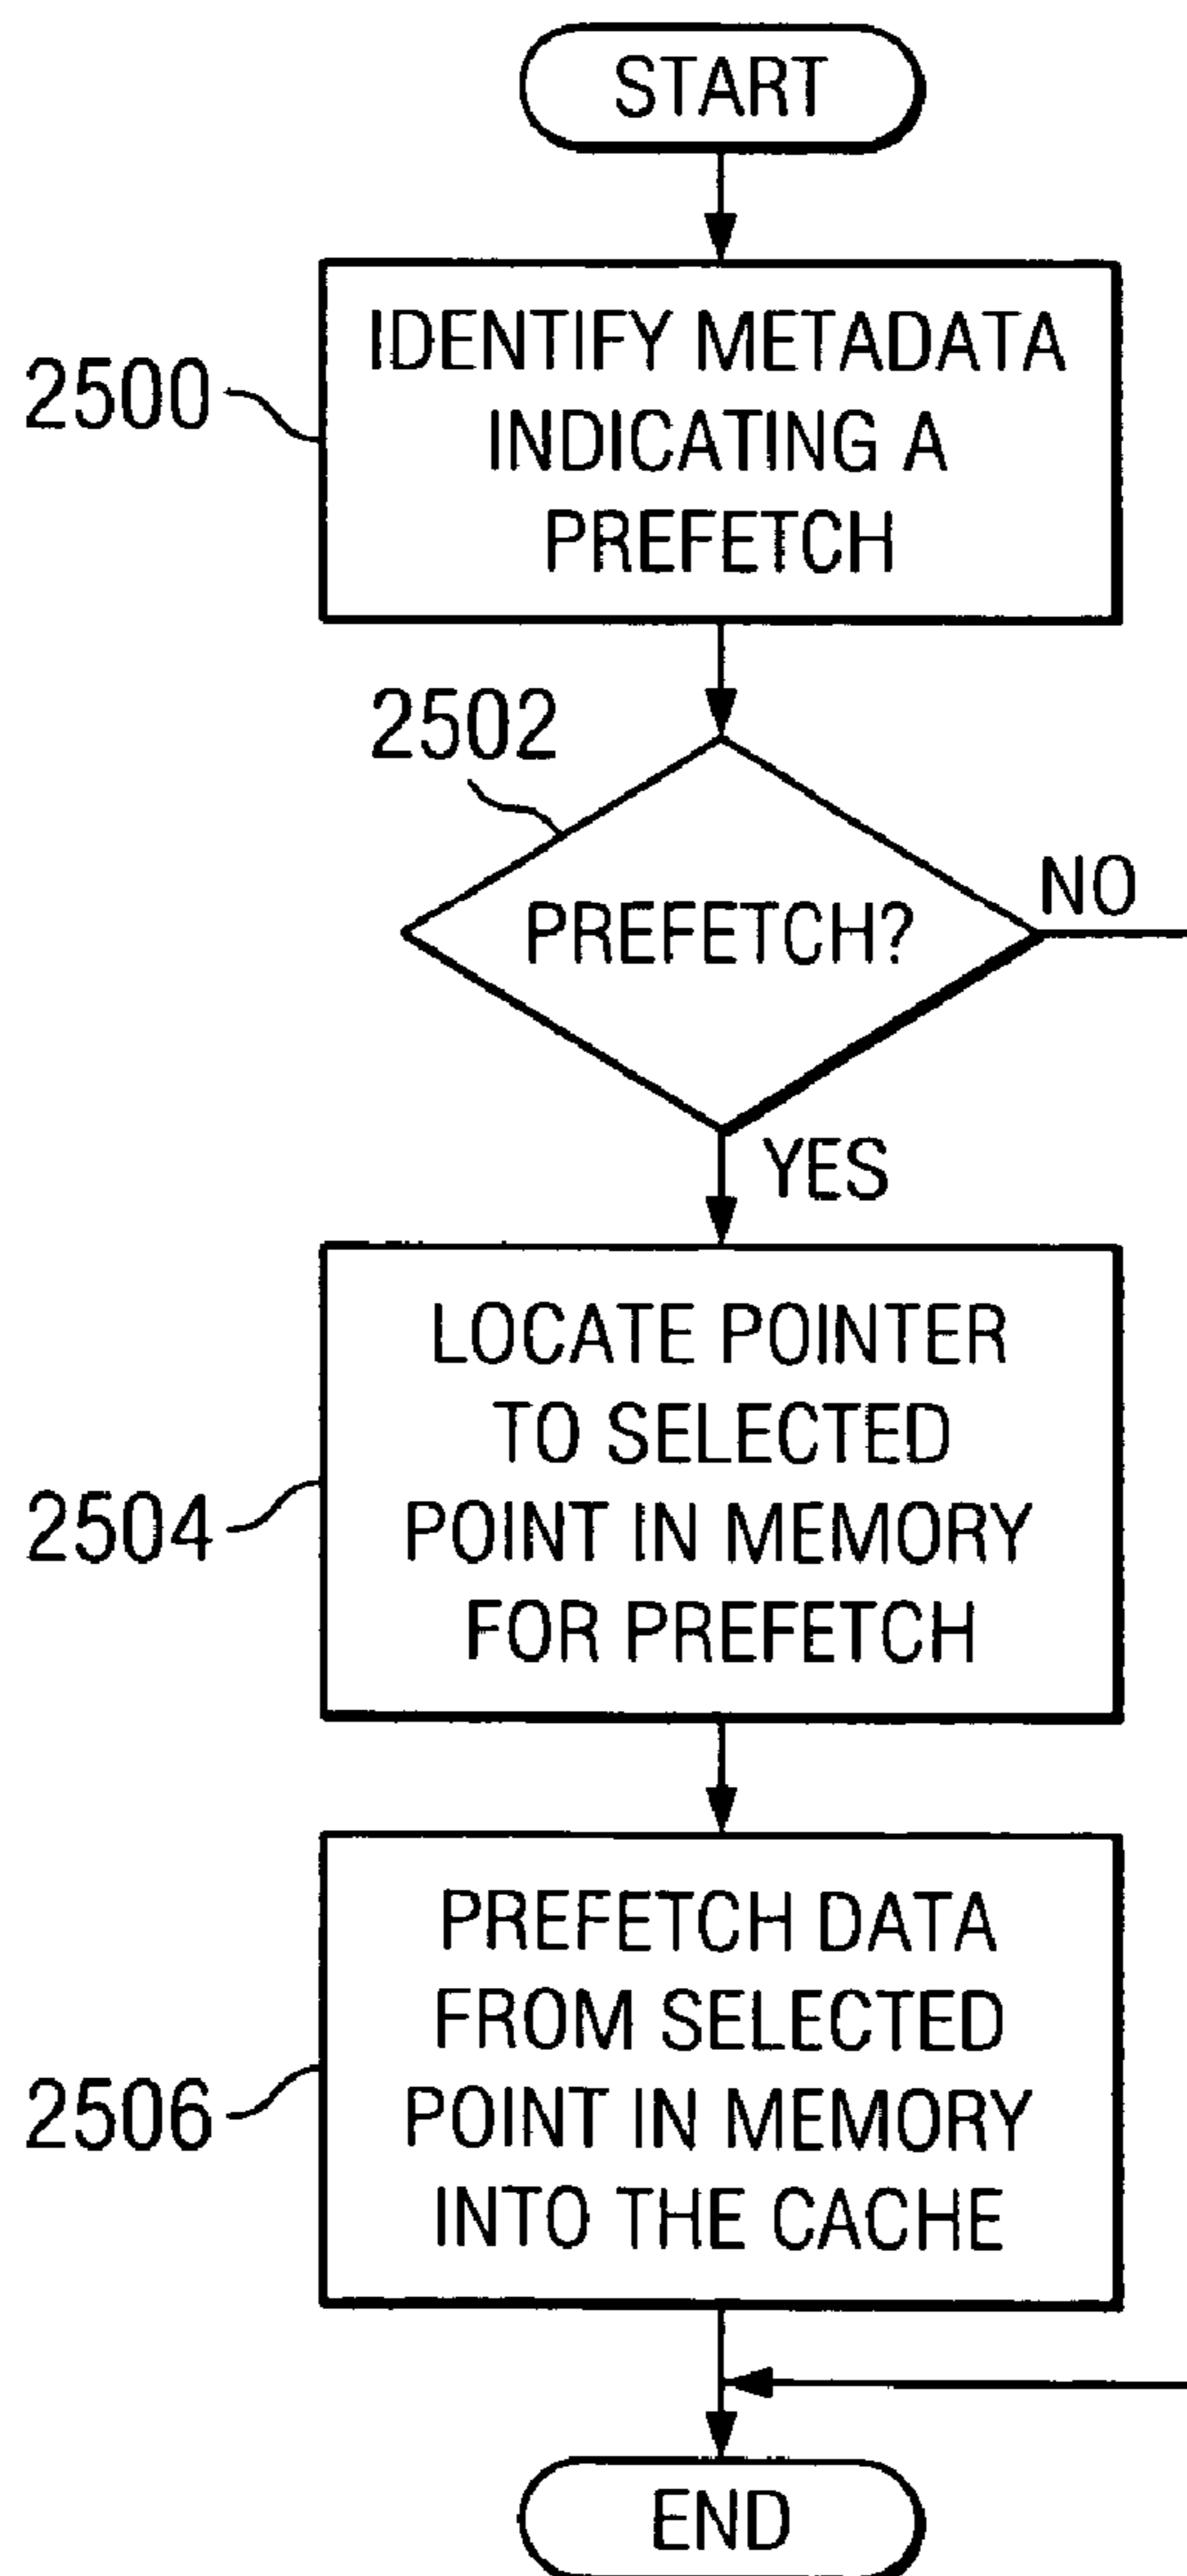 START
2500
IDENTIFY METADATA
INDICATING A
PREFETCH
2502
PREFETCH?
NO
YES
2504
LOCATE POINTER
TO SELECTED
POINT IN MEMORY
FOR PREFETCH
2506
PREFETCH DATA
FROM SELECTED
POINT IN MEMORY
INTO THE CACHE
END